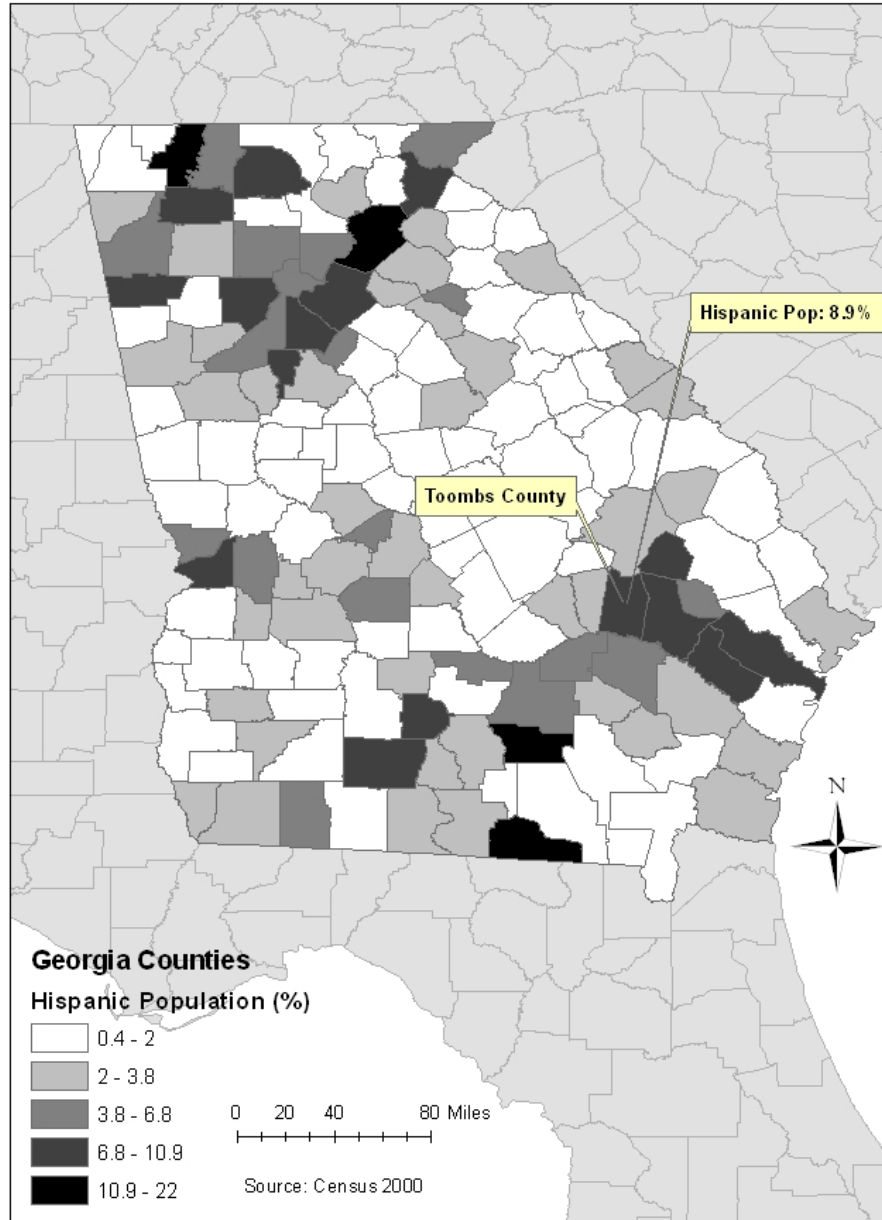 Hispanic Pop: 8.9%
Toombs County
N
Georgia Counties
Hispanic Population (%)
0.4 - 2
2 - 3.8
3.8 - 6.8
6.8 - 10.9
10.9 - 22
0 20 40 80 Miles
Source: Census 2000